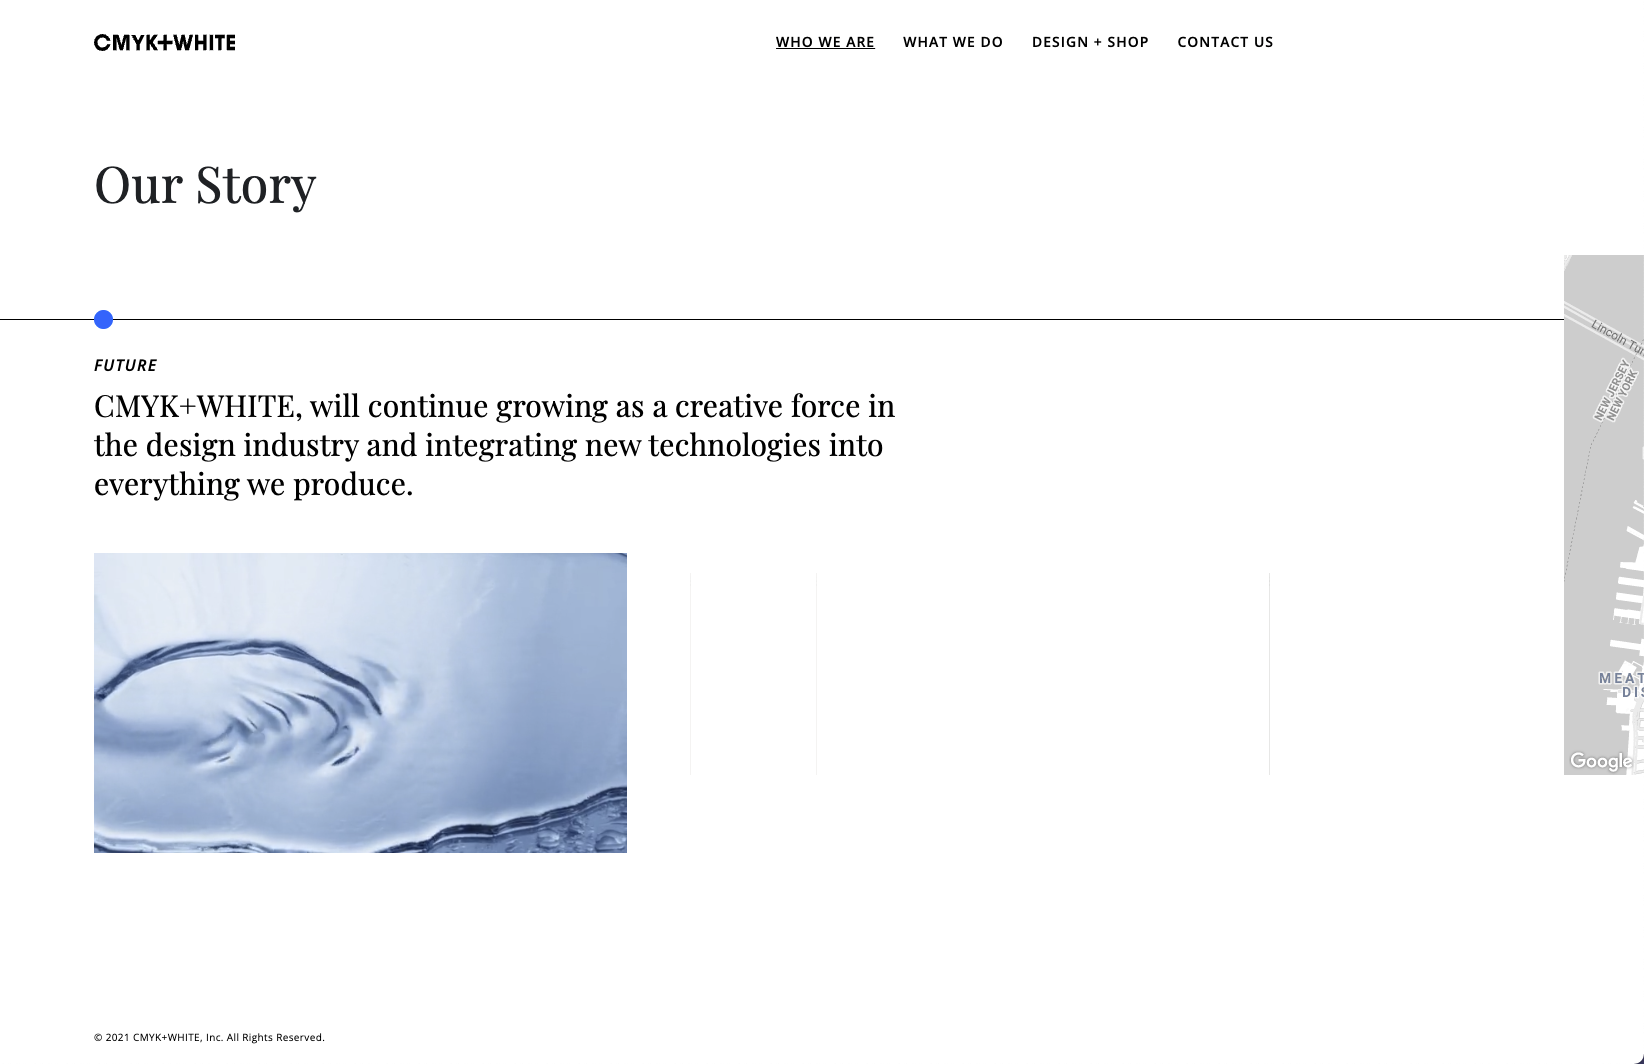 CMYK+WHITE
WHO WE ARE
WHAT WE DO
DESIGN + SHOP
CONTACT US
Our Story
FUTURE
CMYK+WHITE, will continue growing as a creative force in
the design industry and integrating new technologies into
everything we produce.
Lincoln Tu
NEW JERSEY
NEW YORK
MEAT
DIS
Google
© 2021 CMYK+WHITE, Inc. All Rights Reserved.